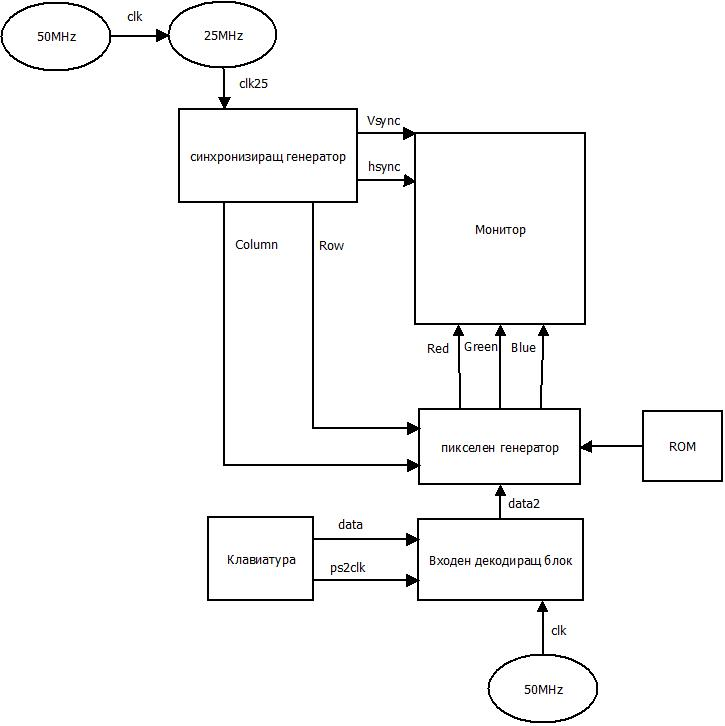 clk
50MHz
25MHz
clk25
Vsync
синхронизиращ генератор
hsync
Монитор
Column
Row
Red
Green
Blue
пикселен генератор
ROM
data2
data
Клавиатура
ps2clk
Входен декодиращ блок
clk
50MHz